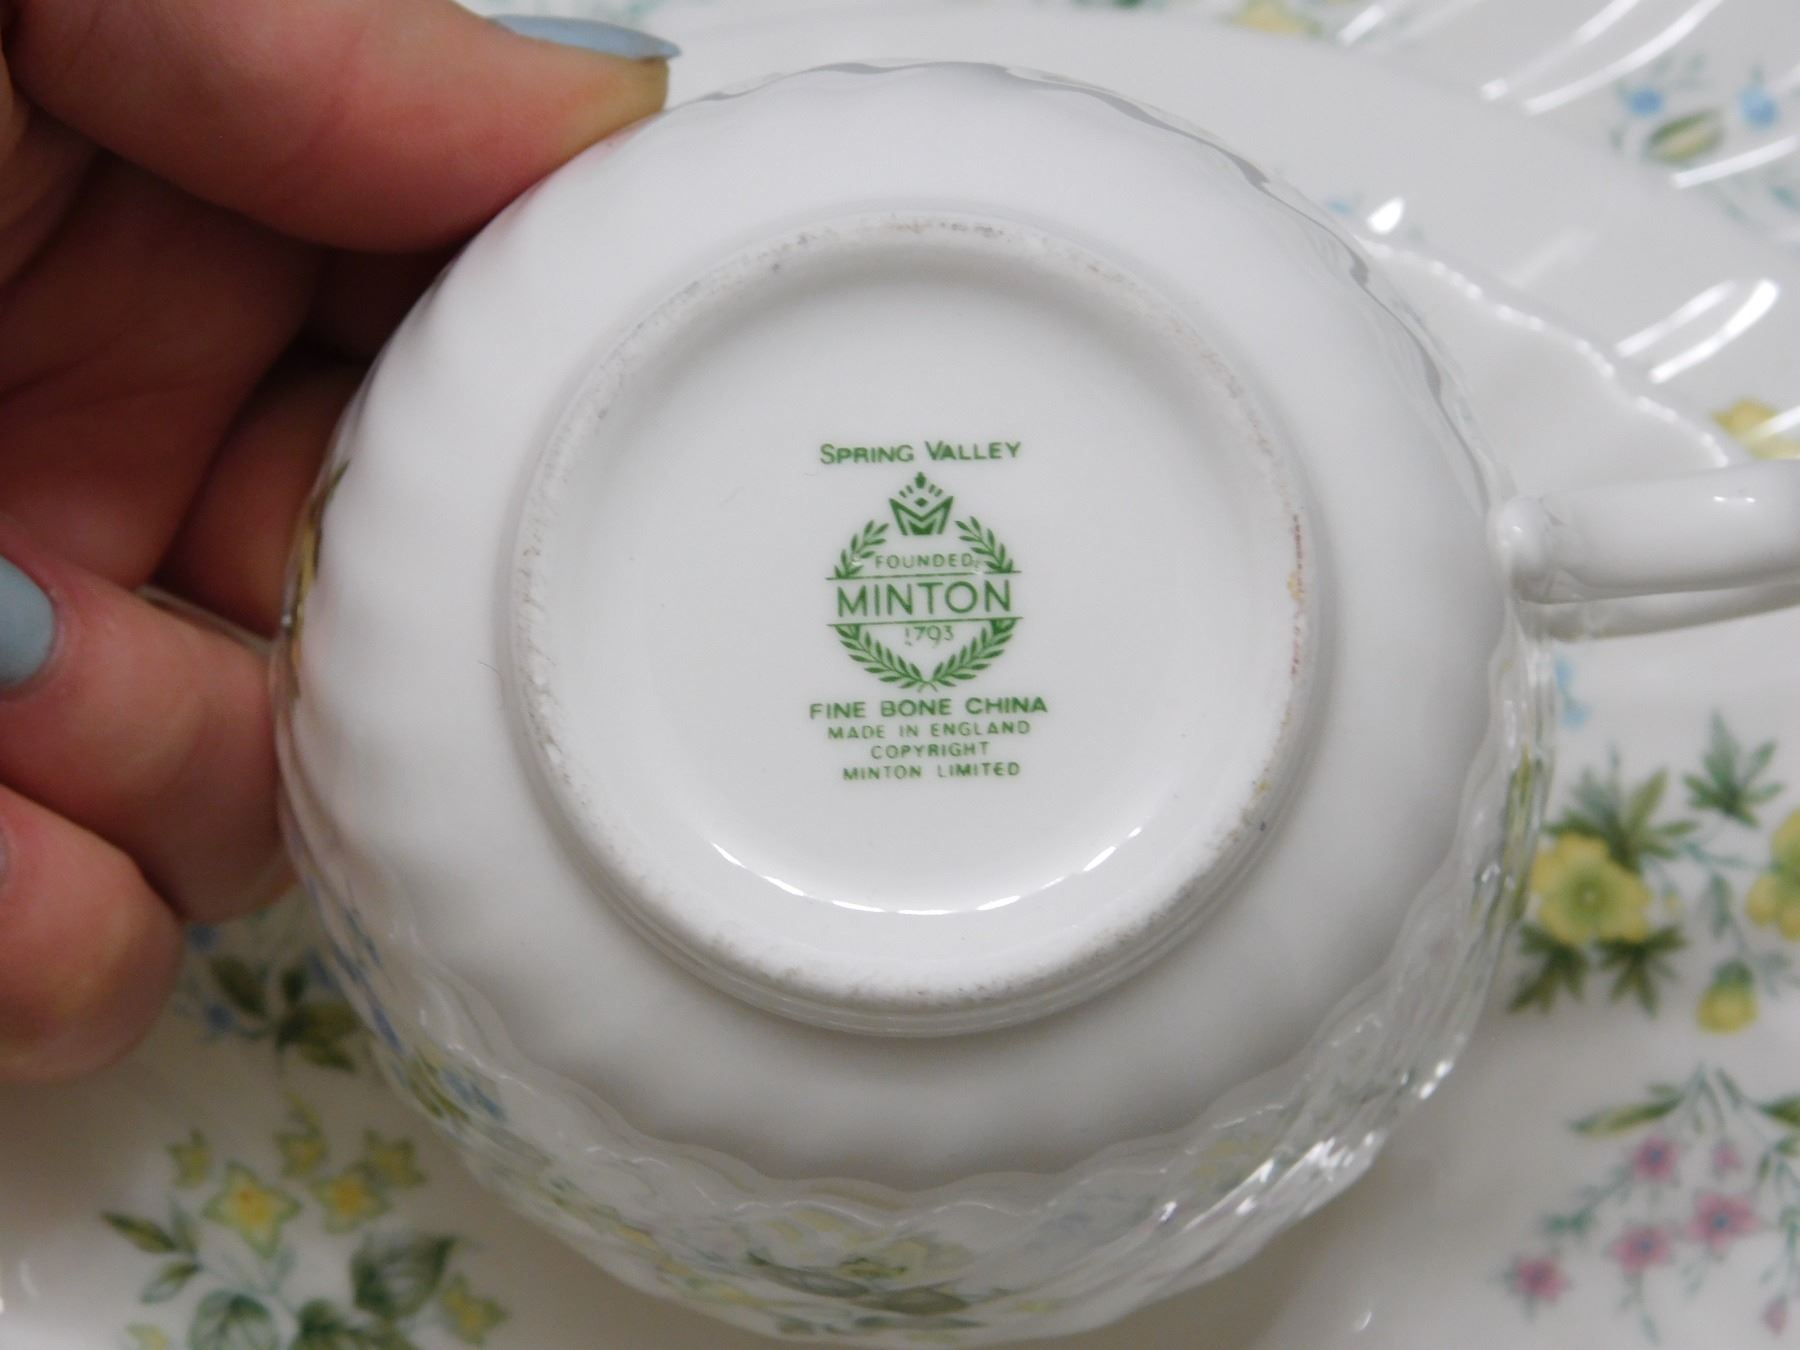 SPRING VALLEY
FOUNDED
MINTON
1793
FINE BONE CHINA
MADE IN ENGLAND
COPYRIGHT
MINTON LIMITED